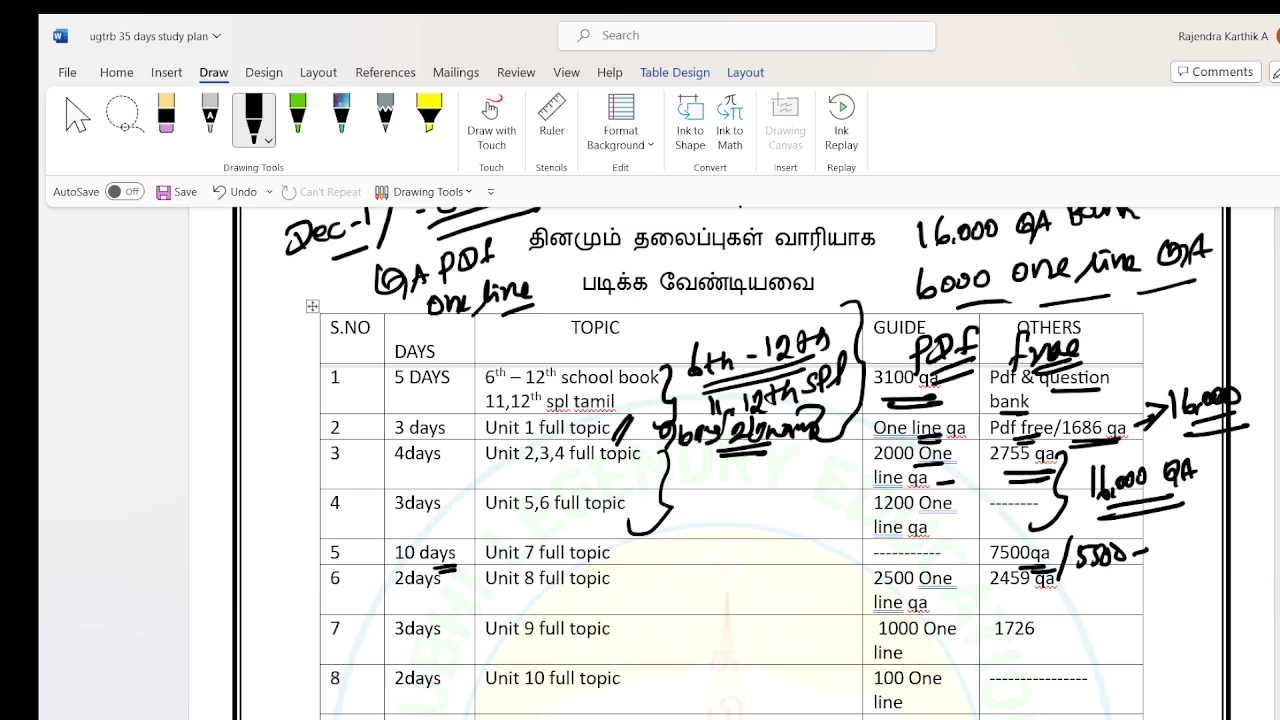 ugtrb 35 days study plan
Search
Rajendra Karthik A
File Home Insert Draw Design Layout References Mailings Review View Help Table Design Layout
Comments
Draw with Touch
Ruler
Format Background
Ink to Shape
Ink to Math
Drawing Canvas
Ink Replay
Drawing Tools Touch Stencils Edit Convert Insert Replay
AutoSave Off Save Undo Can't Repeat Drawing Tools
Dec-1
16.000 QA Bank
தினமும் தலைப்புகள் வாரியாக
QA PDF
6000 one line QA
படிக்க வேண்டியவை
one line
S.NO DAYS TOPIC GUIDE OTHERS
6th - 12th PDF free
1 5 DAYS 6th – 12th school book 3100 qa Pdf & question
11,12th spl tamil bank
11, 12th spl
16.000
2 3 days Unit 1 full topic One line qa Pdf free/1686 qa
3 4days Unit 2,3,4 full topic 2000 One 2755 qa
line qa
16.000 QA
4 3days Unit 5,6 full topic 1200 One --------
line qa
5 10 days Unit 7 full topic ----------- 7500qa /5500
6 2days Unit 8 full topic 2500 One 2459 qa
line qa
7 3days Unit 9 full topic 1000 One 1726
line
8 2days Unit 10 full topic 100 One ----------------
line